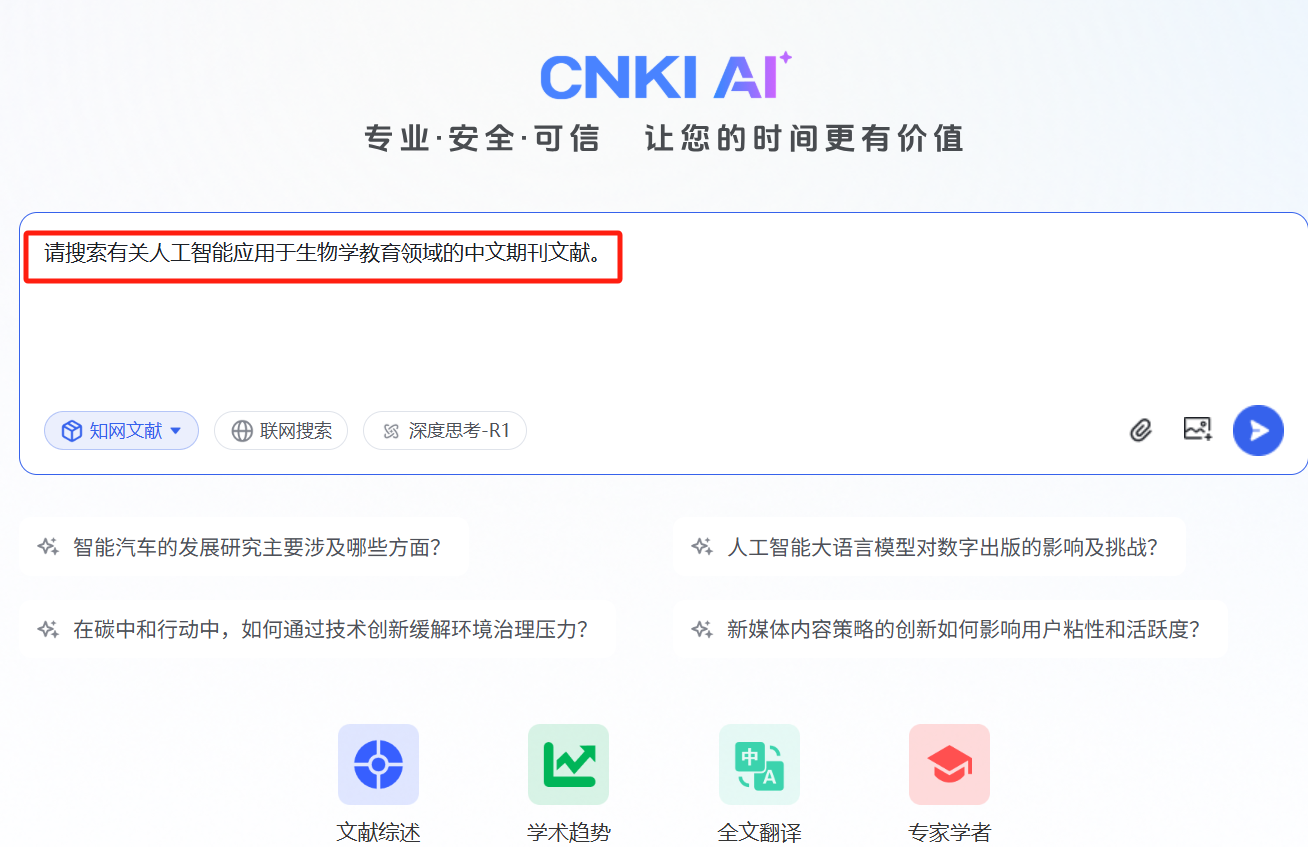 CNKI AI
专业·安全·可信 让您的时间更有价值
请搜索有关人工智能应用于生物学教育领域的中文期刊文献。
知网文献 联网搜索 深度思考-R1
智能汽车的发展研究主要涉及哪些方面？ 人工智能大语言模型对数字出版的影响及挑战？
在碳中和行动中，如何通过技术创新缓解环境治理压力？ 新媒体内容策略的创新如何影响用户粘性和活跃度？
中 A
文献综述 学术趋势 全文翻译 专家学者